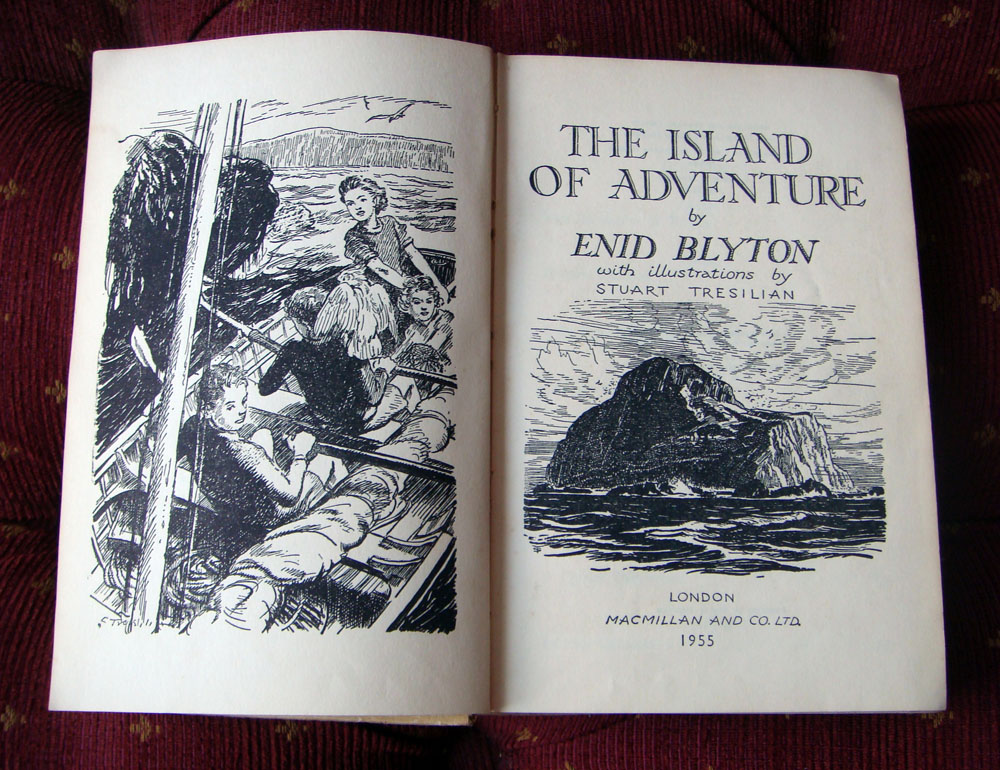 THE ISLAND
OF ADVENTURE
by
ENID BLYTON
with illustrations by
STUART TRESILIAN
LONDON
MACMILLAN AND CO. LTD.
1955